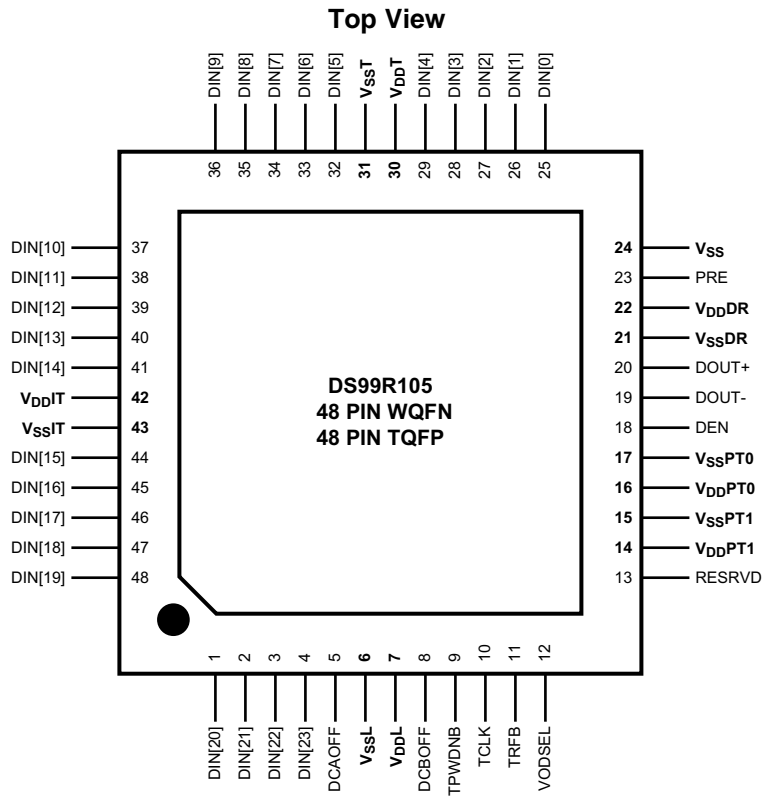 Top View
DIN[9]
DIN[8]
DIN[7]
DIN[6]
DIN[5]
VSST
VDDT
DIN[4]
DIN[3]
DIN[2]
DIN[1]
DIN[0]
36
35
34
33
32
31
30
29
28
27
26
25
DIN[10] 37
DIN[11] 38
DIN[12] 39
DIN[13] 40
DIN[14] 41
VDDIT 42
VSSIT 43
DIN[15] 44
DIN[16] 45
DIN[17] 46
DIN[18] 47
DIN[19] 48
DS99R105
48 PIN WQFN
48 PIN TQFP
24 VSS
23 PRE
22 VDDDR
21 VSSDR
20 DOUT+
19 DOUT-
18 DEN
17 VSSPT0
16 VDDPT0
15 VSSPT1
14 VDDPT1
13 RESRVD
1
2
3
4
5
6
7
8
9
10
11
12
DIN[20]
DIN[21]
DIN[22]
DIN[23]
DCAOFF
VSSL
VDDL
DCBOFF
TPWDNB
TCLK
TRFB
VODSEL